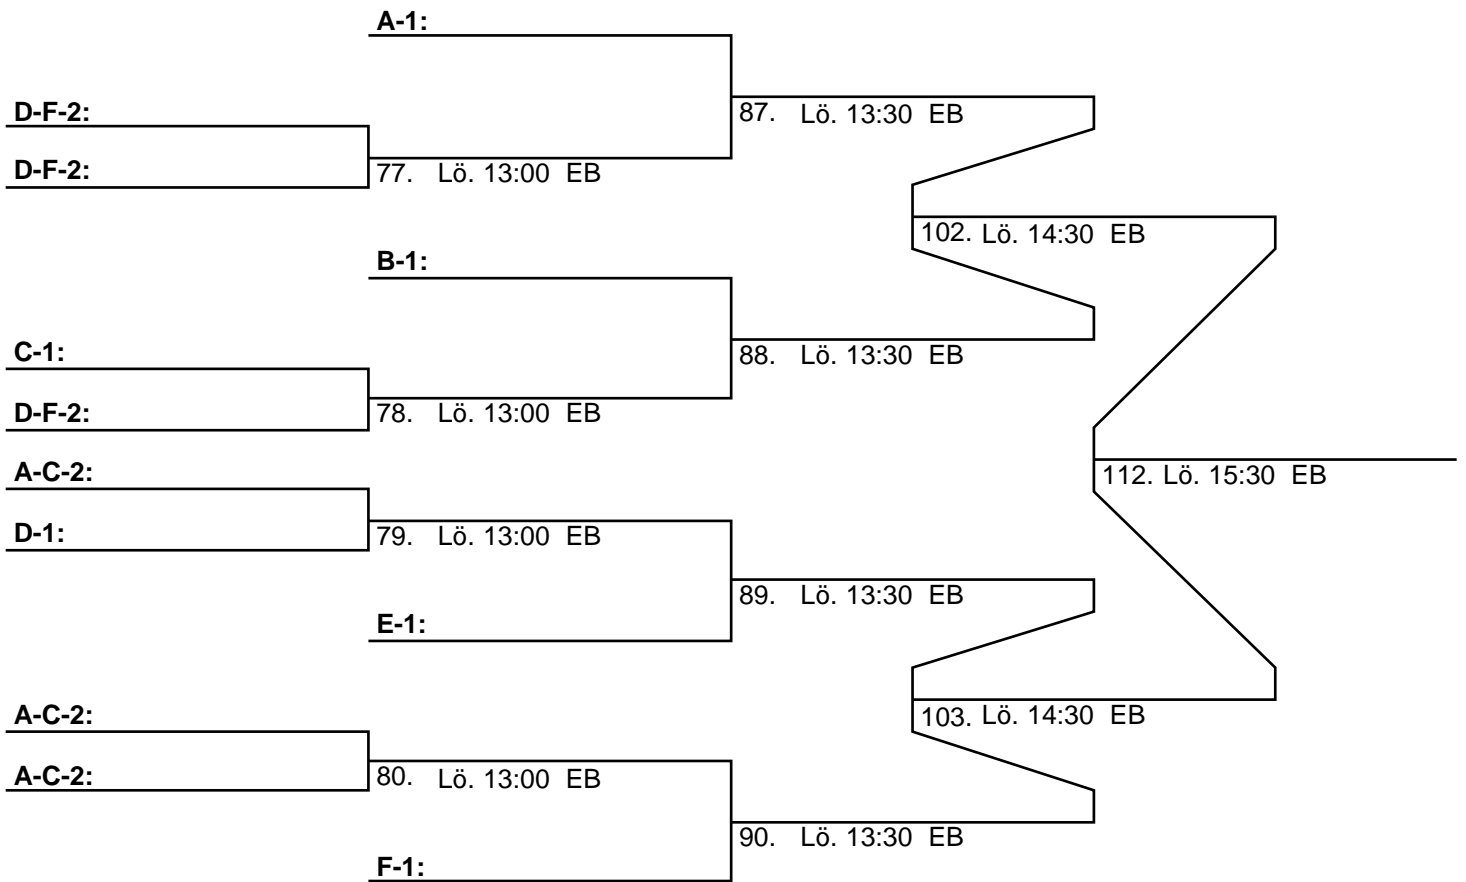 A-1:
D-F-2:
87. Lö. 13:30 EB
D-F-2:
77. Lö. 13:00 EB
102. Lö. 14:30 EB
B-1:
C-1:
88. Lö. 13:30 EB
D-F-2:
78. Lö. 13:00 EB
A-C-2:
112. Lö. 15:30 EB
D-1:
79. Lö. 13:00 EB
89. Lö. 13:30 EB
E-1:
A-C-2:
103. Lö. 14:30 EB
A-C-2:
80. Lö. 13:00 EB
90. Lö. 13:30 EB
F-1: